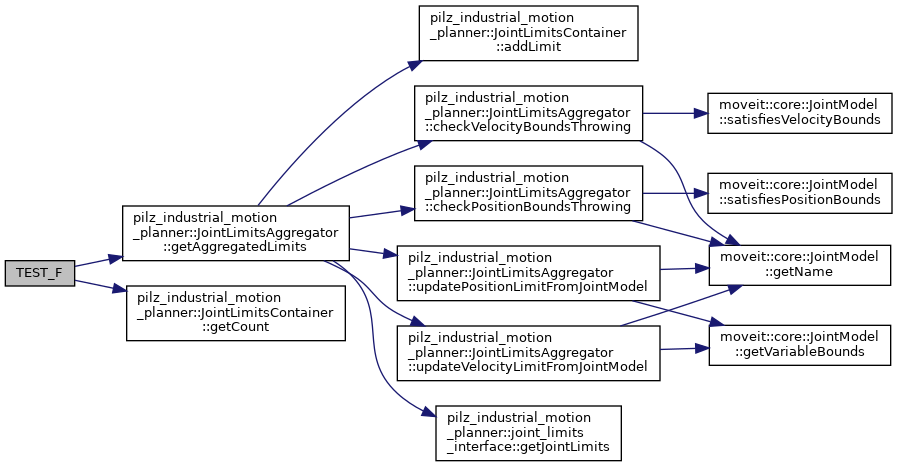 TEST_F
pilz_industrial_motion
_planner::JointLimitsAggregator
::getAggregatedLimits
pilz_industrial_motion
_planner::JointLimitsContainer
::getCount
pilz_industrial_motion
_planner::JointLimitsContainer
::addLimit
pilz_industrial_motion
_planner::JointLimitsAggregator
::checkVelocityBoundsThrowing
pilz_industrial_motion
_planner::JointLimitsAggregator
::checkPositionBoundsThrowing
pilz_industrial_motion
_planner::JointLimitsAggregator
::updatePositionLimitFromJointModel
pilz_industrial_motion
_planner::JointLimitsAggregator
::updateVelocityLimitFromJointModel
pilz_industrial_motion
_planner::joint_limits
_interface::getJointLimits
moveit::core::JointModel
::satisfiesVelocityBounds
moveit::core::JointModel
::satisfiesPositionBounds
moveit::core::JointModel
::getName
moveit::core::JointModel
::getVariableBounds